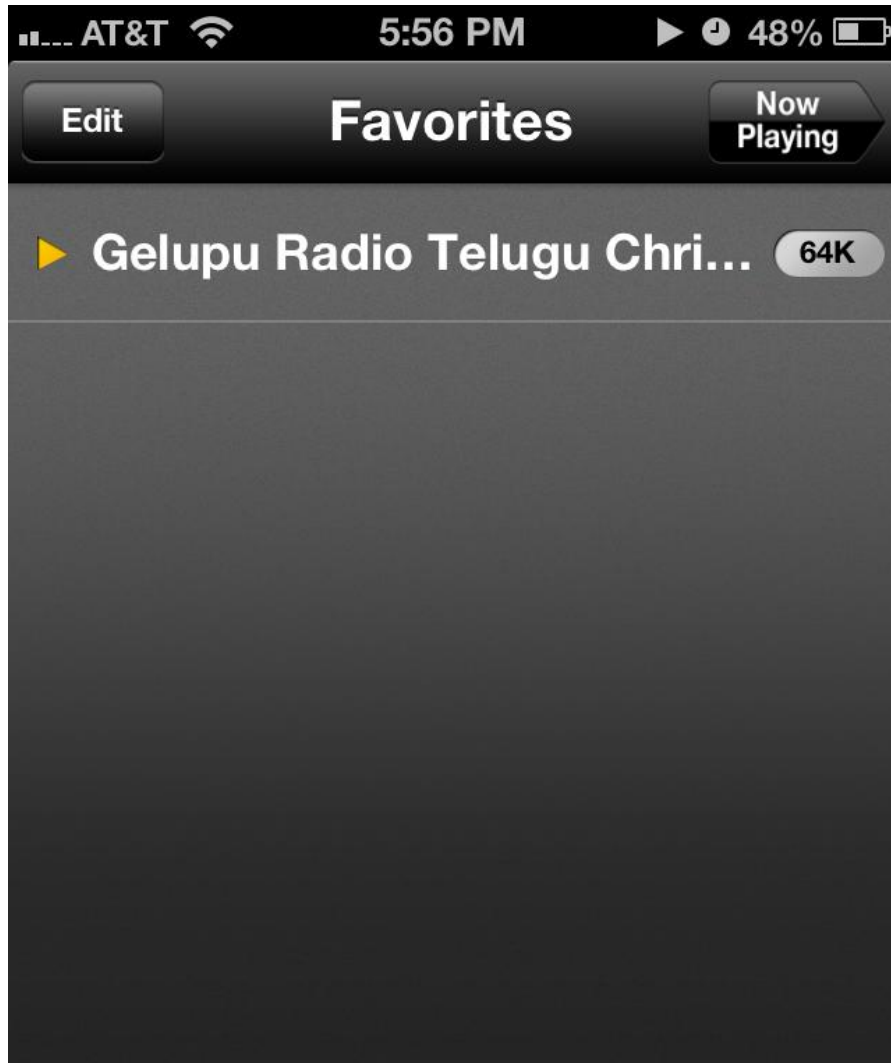 AT&T 5:56 PM 48%
Edit Favorites Now Playing
Gelupu Radio Telugu Chri... 64K